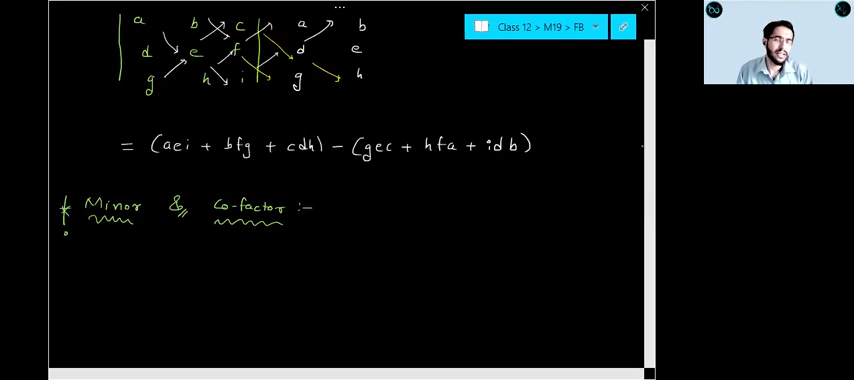 ...
Class 12 > M19 > FB
a b c a b
d e f d e
g h i g h
= (aei + bfg + cdh) - (gec + hfa + idb)
Minor & Co-factor :-